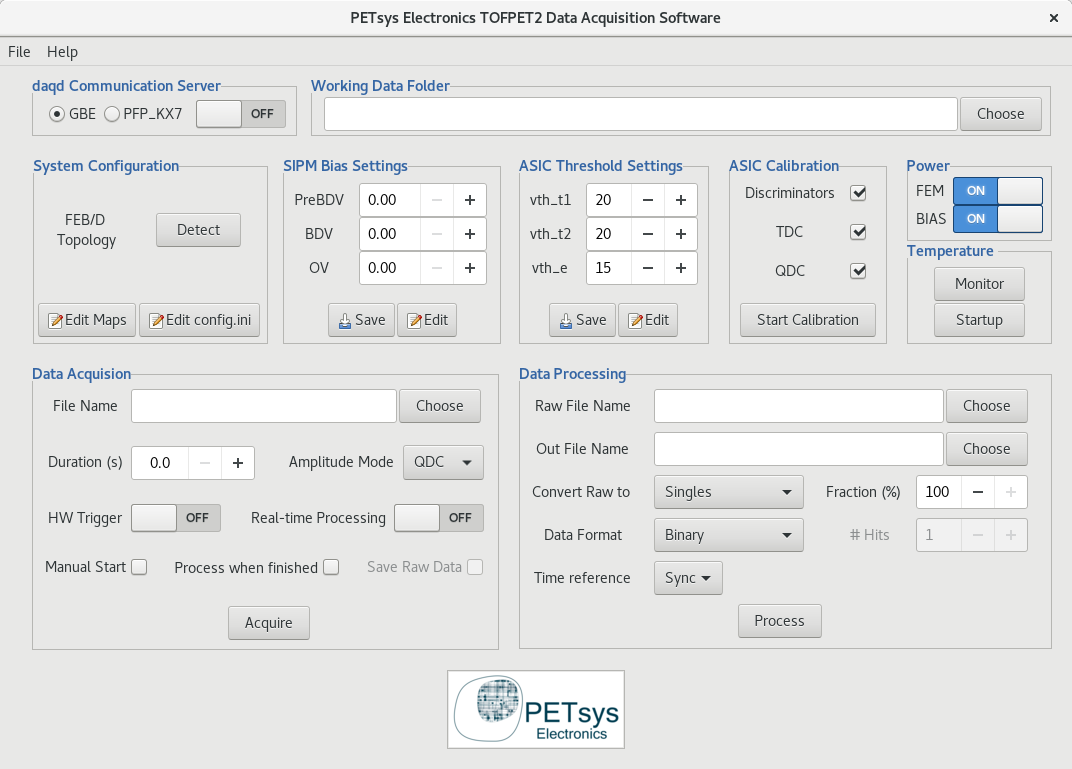 PETsys Electronics TOFPET2 Data Acquisition Software
File Help
daqd Communication Server
GBE PFP_KX7 OFF
Working Data Folder
Choose
System Configuration
FEB/D
Topology
Detect
Edit Maps Edit config.ini
SIPM Bias Settings
PreBDV 0.00
BDV 0.00
OV 0.00
Save Edit
ASIC Threshold Settings
vth_t1 20
vth_t2 20
vth_e 15
Save Edit
ASIC Calibration
Discriminators
TDC
QDC
Start Calibration
Power
FEM ON
BIAS ON
Temperature
Monitor
Startup
Data Acquision
File Name Choose
Duration (s) 0.0 Amplitude Mode QDC
HW Trigger OFF Real-time Processing OFF
Manual Start Process when finished Save Raw Data
Acquire
Data Processing
Raw File Name Choose
Out File Name Choose
Convert Raw to Singles Fraction (%) 100
Data Format Binary # Hits 1
Time reference Sync
Process
PETsys
Electronics